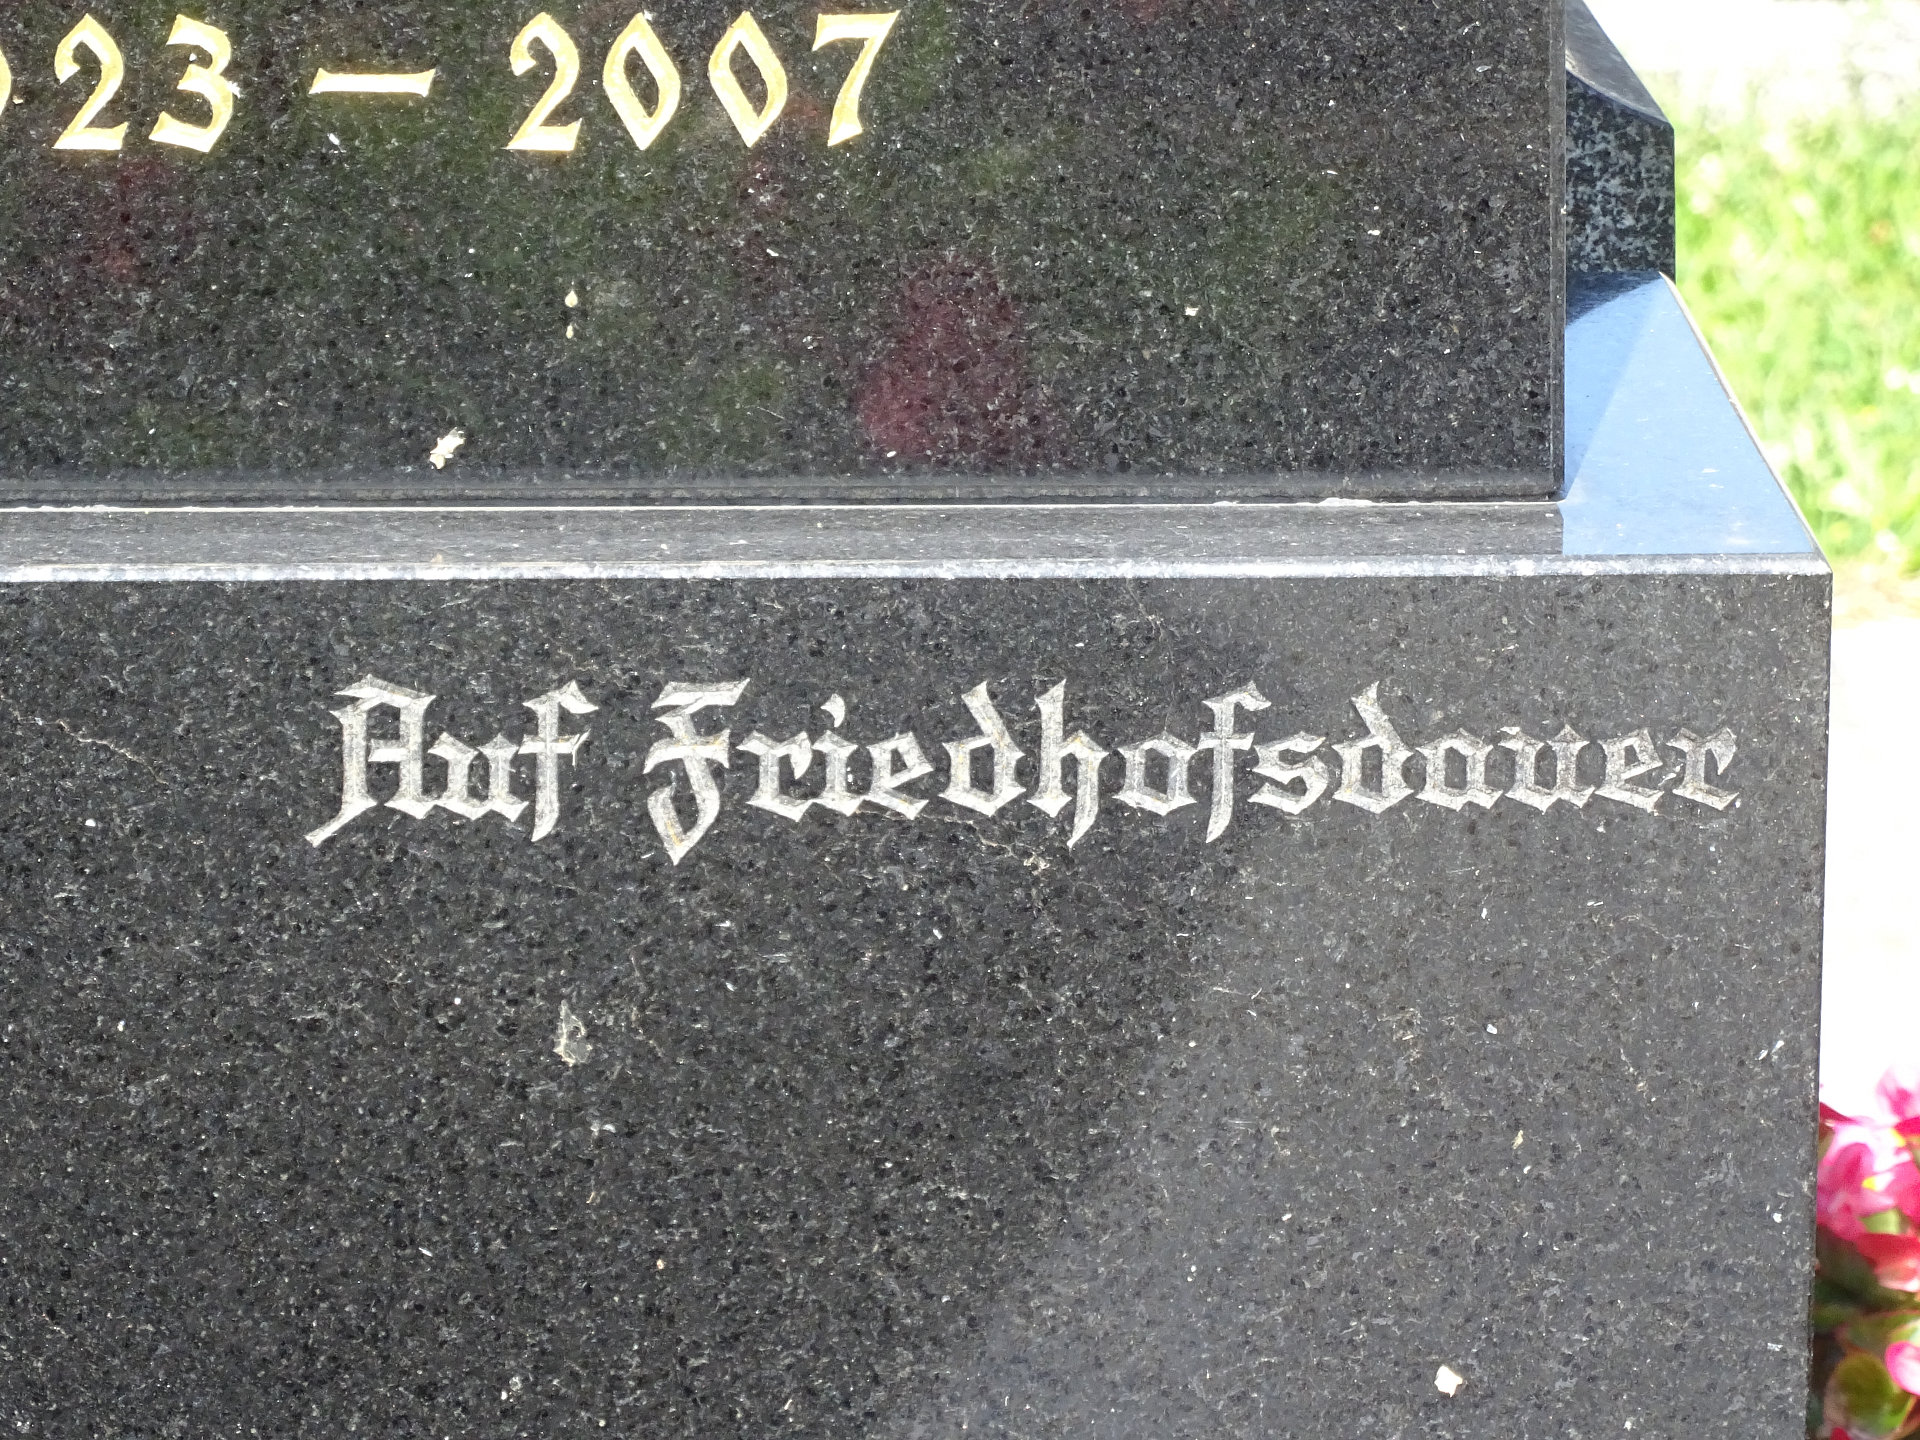 23 – 2007
Auf Friedhofsdauer